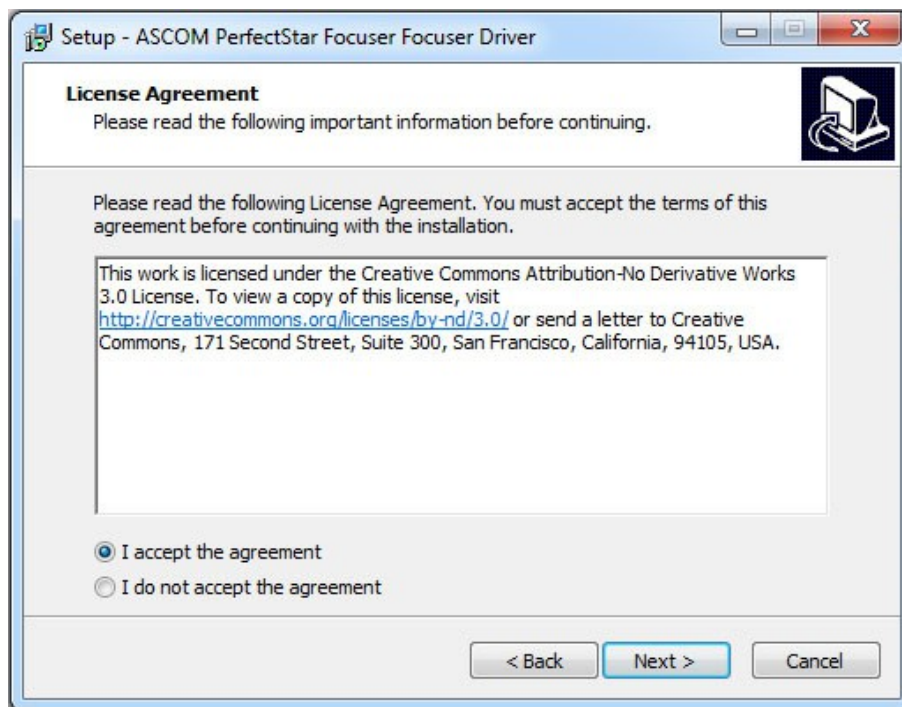 Setup - ASCOM PerfectStar Focuser Focuser Driver
License Agreement
Please read the following important information before continuing.
Please read the following License Agreement. You must accept the terms of this
agreement before continuing with the installation.
This work is licensed under the Creative Commons Attribution-No Derivative Works
3.0 License. To view a copy of this license, visit
http://creativecommons.org/licenses/by-nd/3.0/ or send a letter to Creative
Commons, 171 Second Street, Suite 300, San Francisco, California, 94105, USA.
I accept the agreement
I do not accept the agreement
< Back Next > Cancel